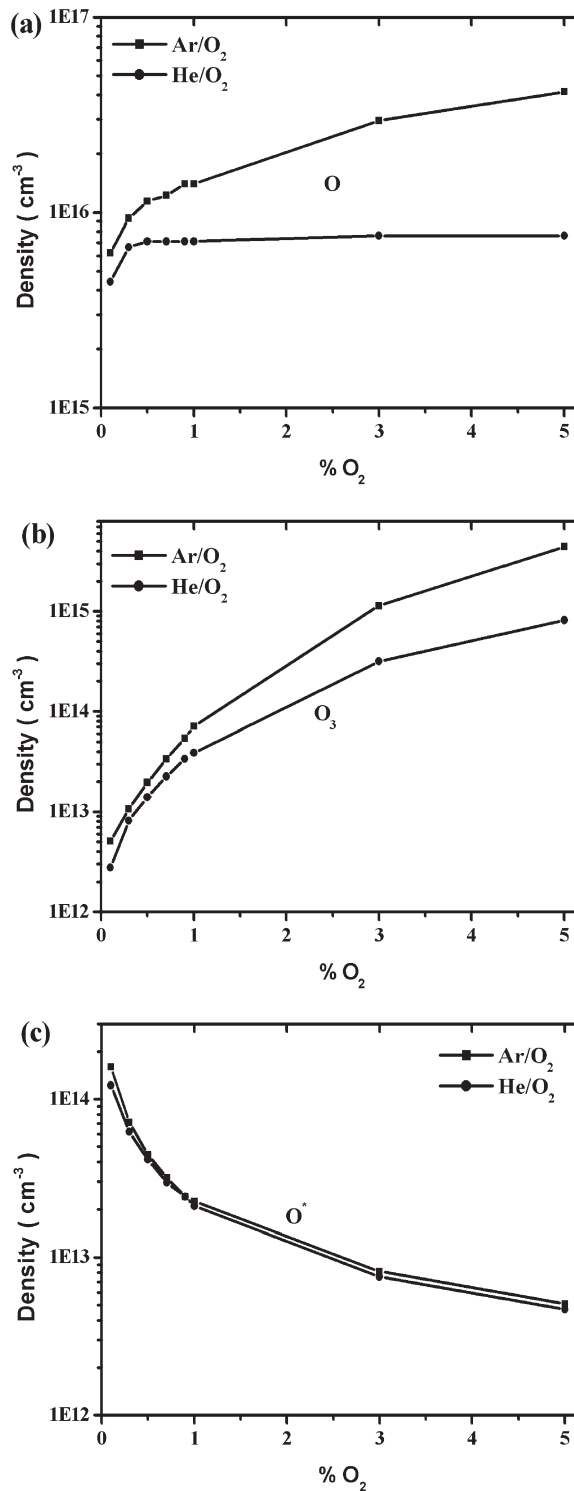 (a)
1E17
Ar/O₂
He/O₂
O
1E16
Density ( cm⁻³)
1E15
0 1 2 3 4 5
% O₂
(b)
Ar/O₂
He/O₂
1E15
1E14
O₃
1E13
Density ( cm⁻³)
1E12
0 1 2 3 4 5
% O₂
(c)
Ar/O₂
He/O₂
1E14
O*
1E13
Density ( cm⁻³)
1E12
0 1 2 3 4 5
% O₂